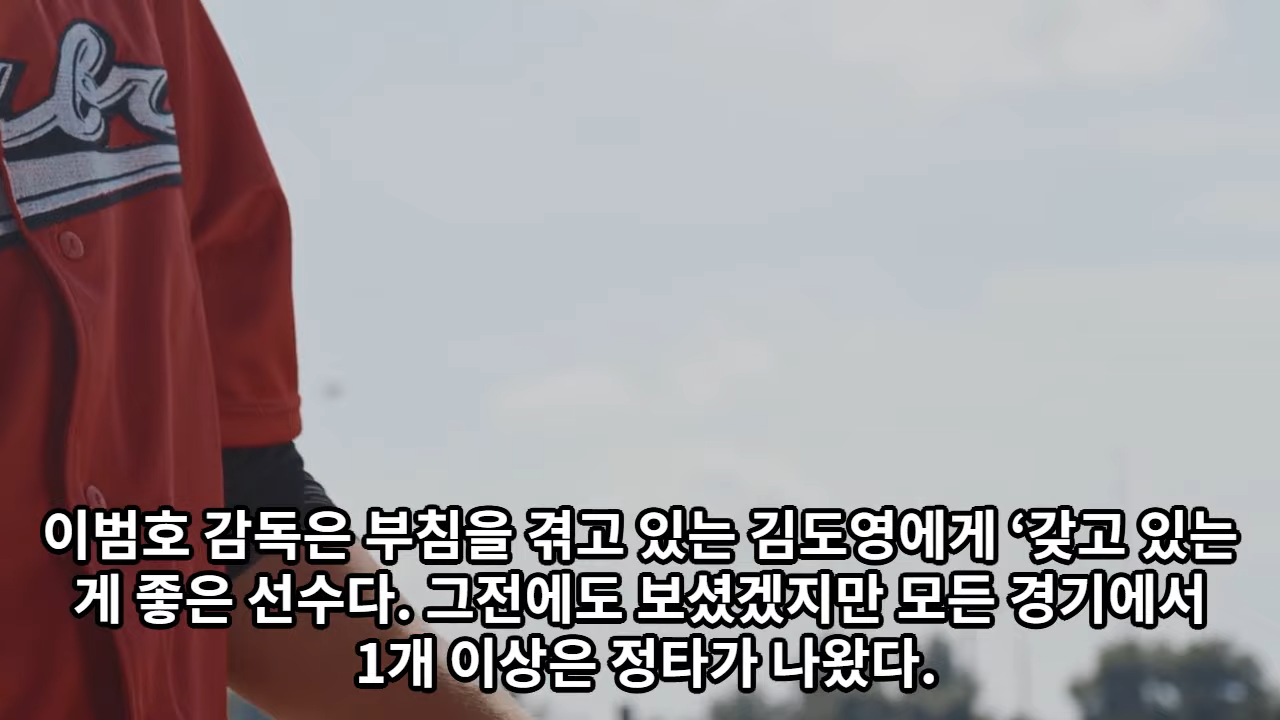 이범호 감독은 부침을 겪고 있는 김도영에게 ‘갖고 있는
게 좋은 선수다. 그전에도 보셨겠지만 모든 경기에서
1개 이상은 정타가 나왔다.